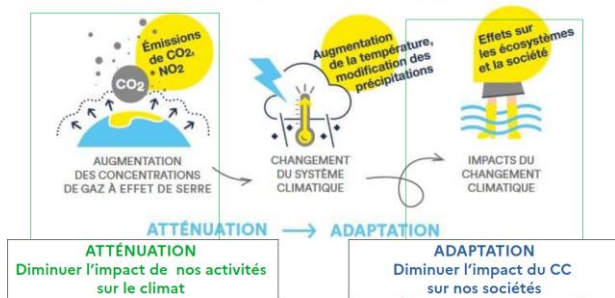 Émissions
de CO2,
NO2
CO2
AUGMENTATION
DES CONCENTRATIONS
DE GAZ À EFFET DE SERRE
Augmentation
de la température,
modification des
précipitations
CHANGEMENT
DU SYSTÈME
CLIMATIQUE
Effets sur
les écosystèmes
et la société
IMPACTS DU
CHANGEMENT
CLIMATIQUE
ATTÉNUATION → ADAPTATION
ATTÉNUATION
Diminuer l'impact de nos activités
sur le climat
ADAPTATION
Diminuer l'impact du CC
sur nos sociétés